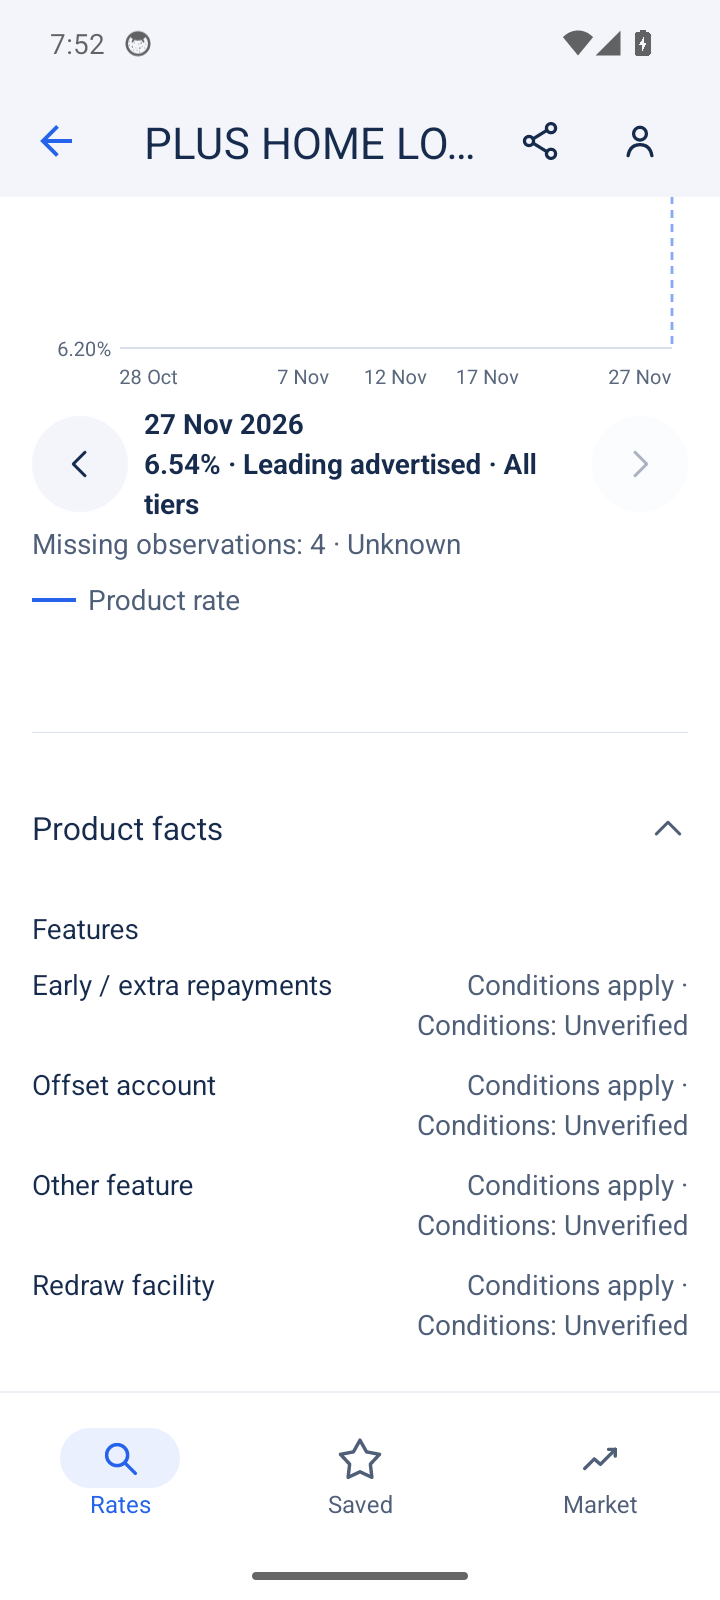 7:52
PLUS HOME LO...
6.20%
28 Oct 7 Nov 12 Nov 17 Nov 27 Nov
27 Nov 2026
6.54% · Leading advertised · All
tiers
Missing observations: 4 · Unknown
Product rate
Product facts
Features
Early / extra repayments Conditions apply ·
Conditions: Unverified
Offset account Conditions apply ·
Conditions: Unverified
Other feature Conditions apply ·
Conditions: Unverified
Redraw facility Conditions apply ·
Conditions: Unverified
Rates Saved Market